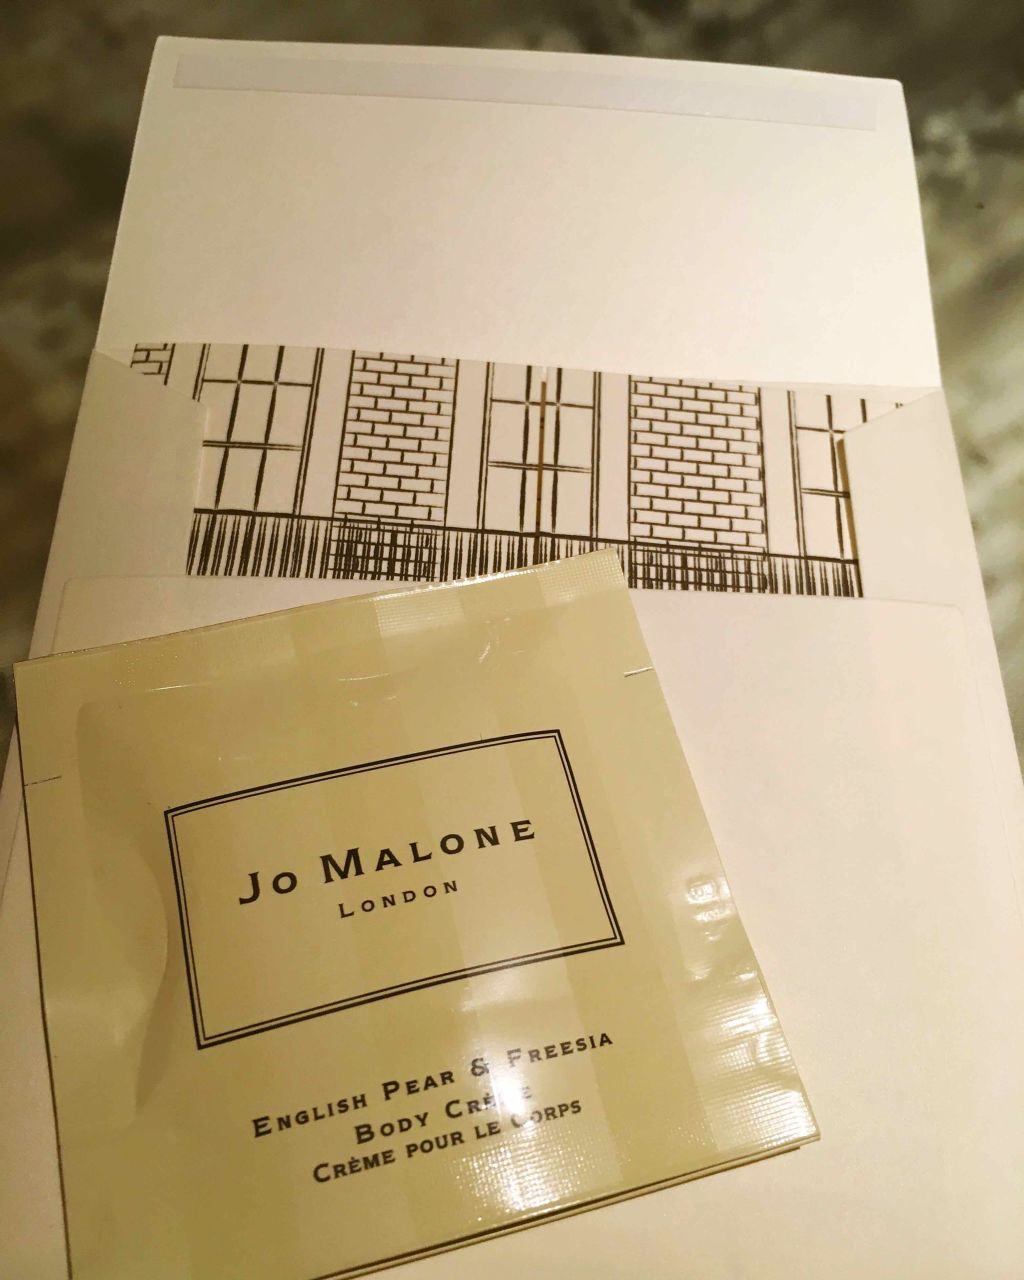 Jo Malone
London
English Pear & Freesia
Body Crème
Crème pour le Corps